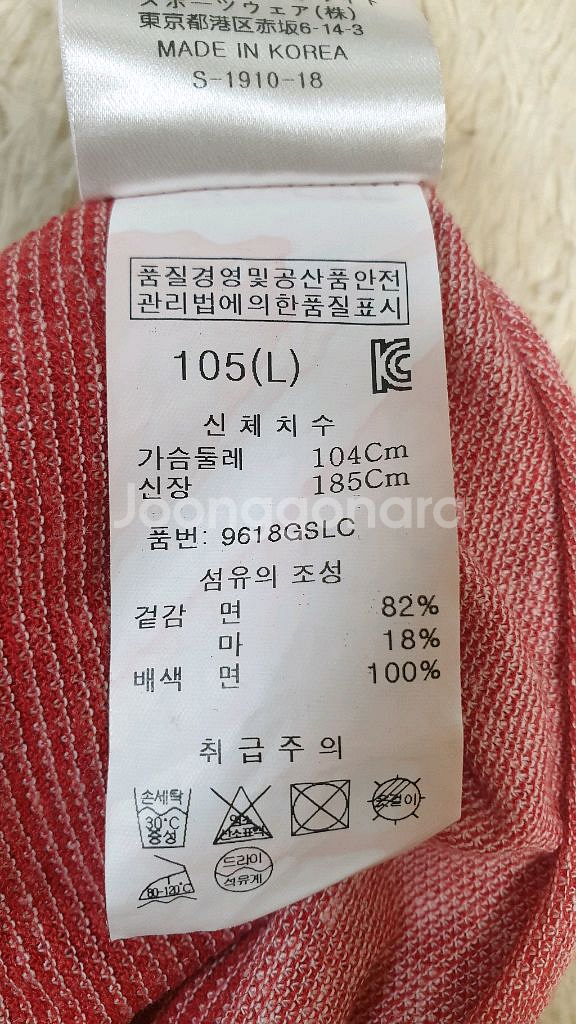 スポーツウェア(株)
東京都港区赤坂6-14-3
MADE IN KOREA
S-1910-18
품질경영및공산품안전
관리법에의한품질표시
105(L)
신체치수
가슴둘레 104Cm
신장 185Cm
Joonggonara
품번: 9618GSLC
섬유의 조성
겉감 면 82%
마 18%
배색 면 100%
취급주의
손세탁
30°C
중성
염소
산소표백
옷걸이
80-120°C
드라이
석유계